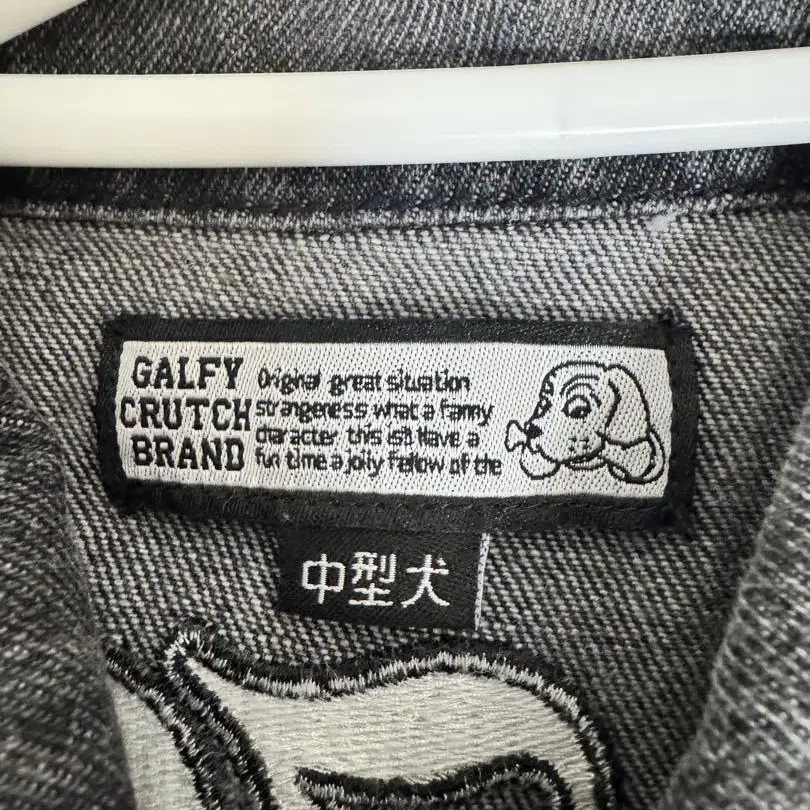 GALFY
CRUTCH
BRAND
Original great situation
strangeness what a fanny
character this is't Have a
fun time a jolly fellow of the
中型犬